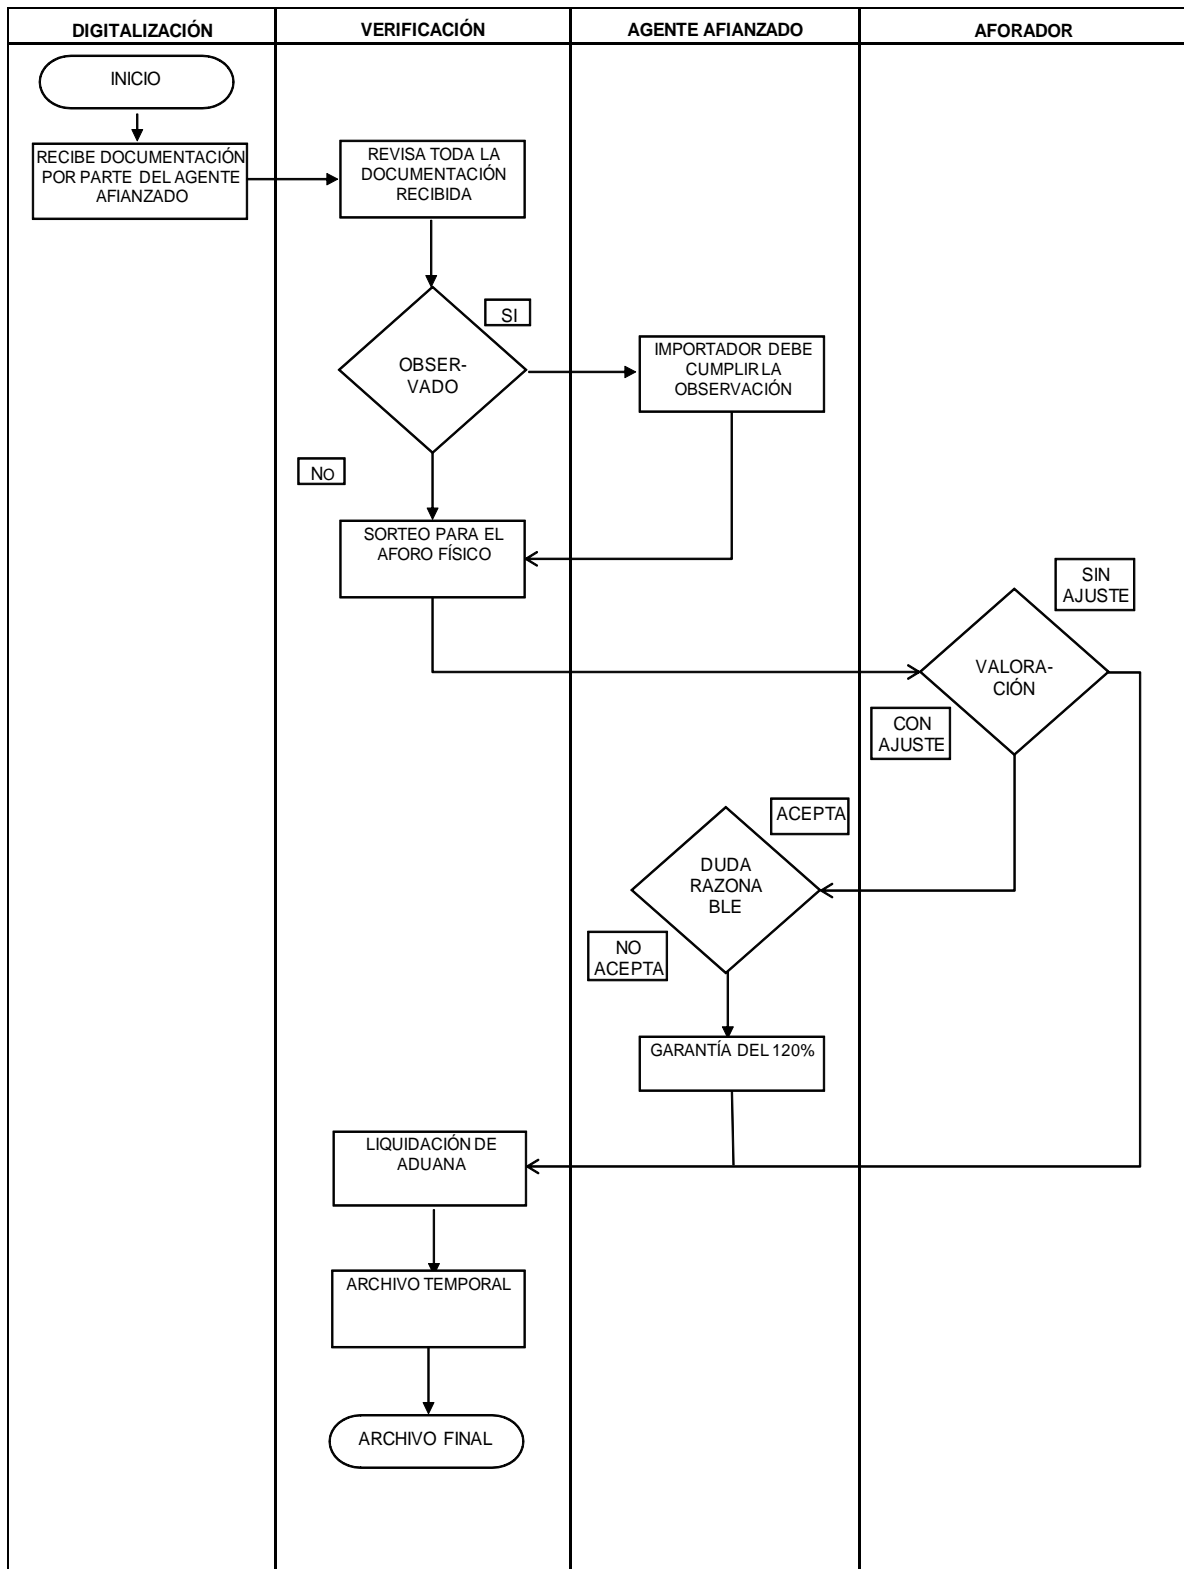 DIGITALIZACIÓN
VERIFICACIÓN
AGENTE AFIANZADO
AFORADOR
INICIO
RECIBE DOCUMENTACIÓN
POR PARTE DEL AGENTE
AFIANZADO
REVISA TODA LA
DOCUMENTACIÓN
RECIBIDA
SI
OBSER-
VADO
IMPORTADOR DEBE
CUMPLIR LA
OBSERVACIÓN
NO
SORTEO PARA EL
AFORO FÍSICO
SIN
AJUSTE
VALORA-
CIÓN
CON
AJUSTE
ACEPTA
DUDA
RAZONA
BLE
NO
ACEPTA
GARANTÍA DEL 120%
LIQUIDACIÓN DE
ADUANA
ARCHIVO TEMPORAL
ARCHIVO FINAL